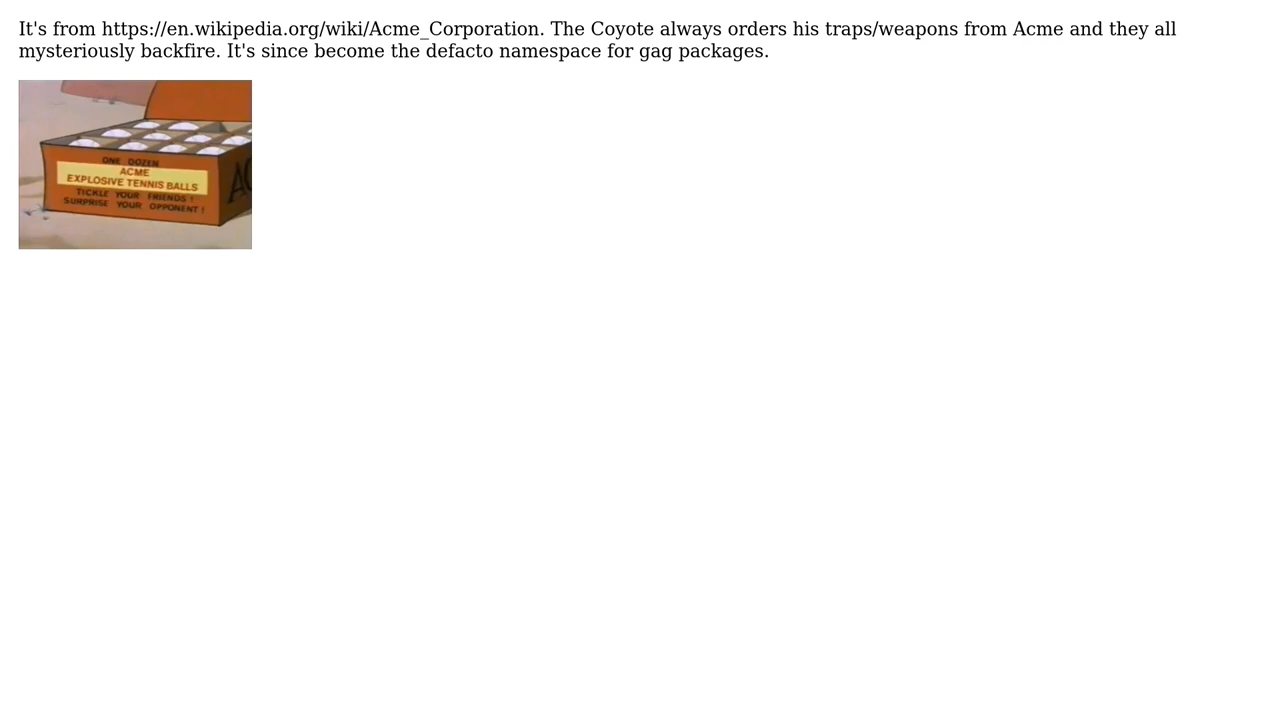 It's from https://en.wikipedia.org/wiki/Acme_Corporation. The Coyote always orders his traps/weapons from Acme and they all
mysteriously backfire. It's since become the defacto namespace for gag packages.
ONE DOZEN
ACME
EXPLOSIVE TENNIS BALLS
TICKLE YOUR FRIENDS !
SURPRISE YOUR OPPONENT !
AC